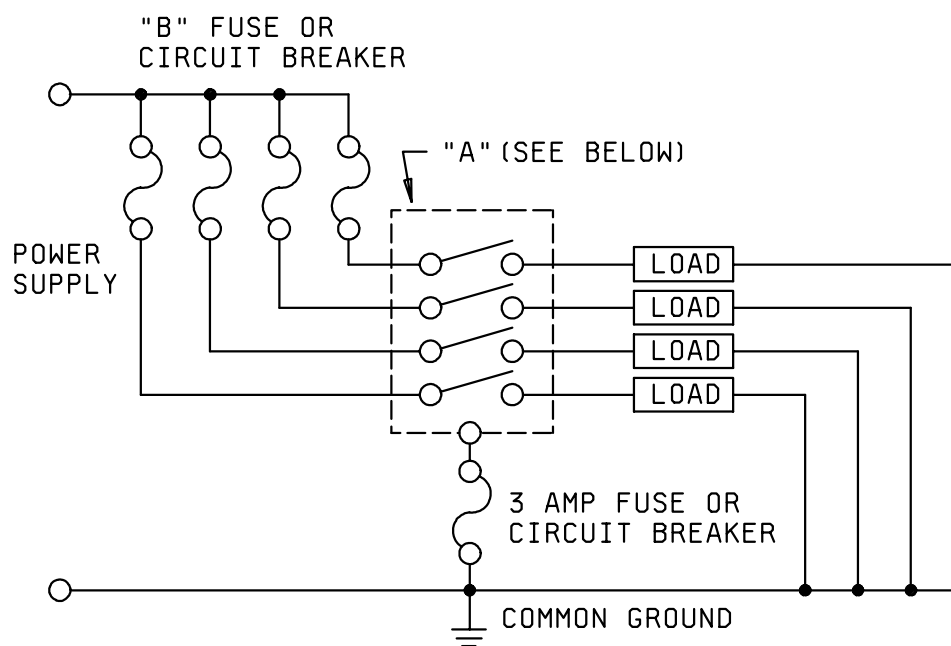 "B" FUSE OR
CIRCUIT BREAKER
"A" (SEE BELOW)
POWER
SUPPLY
LOAD
LOAD
LOAD
LOAD
3 AMP FUSE OR
CIRCUIT BREAKER
COMMON GROUND